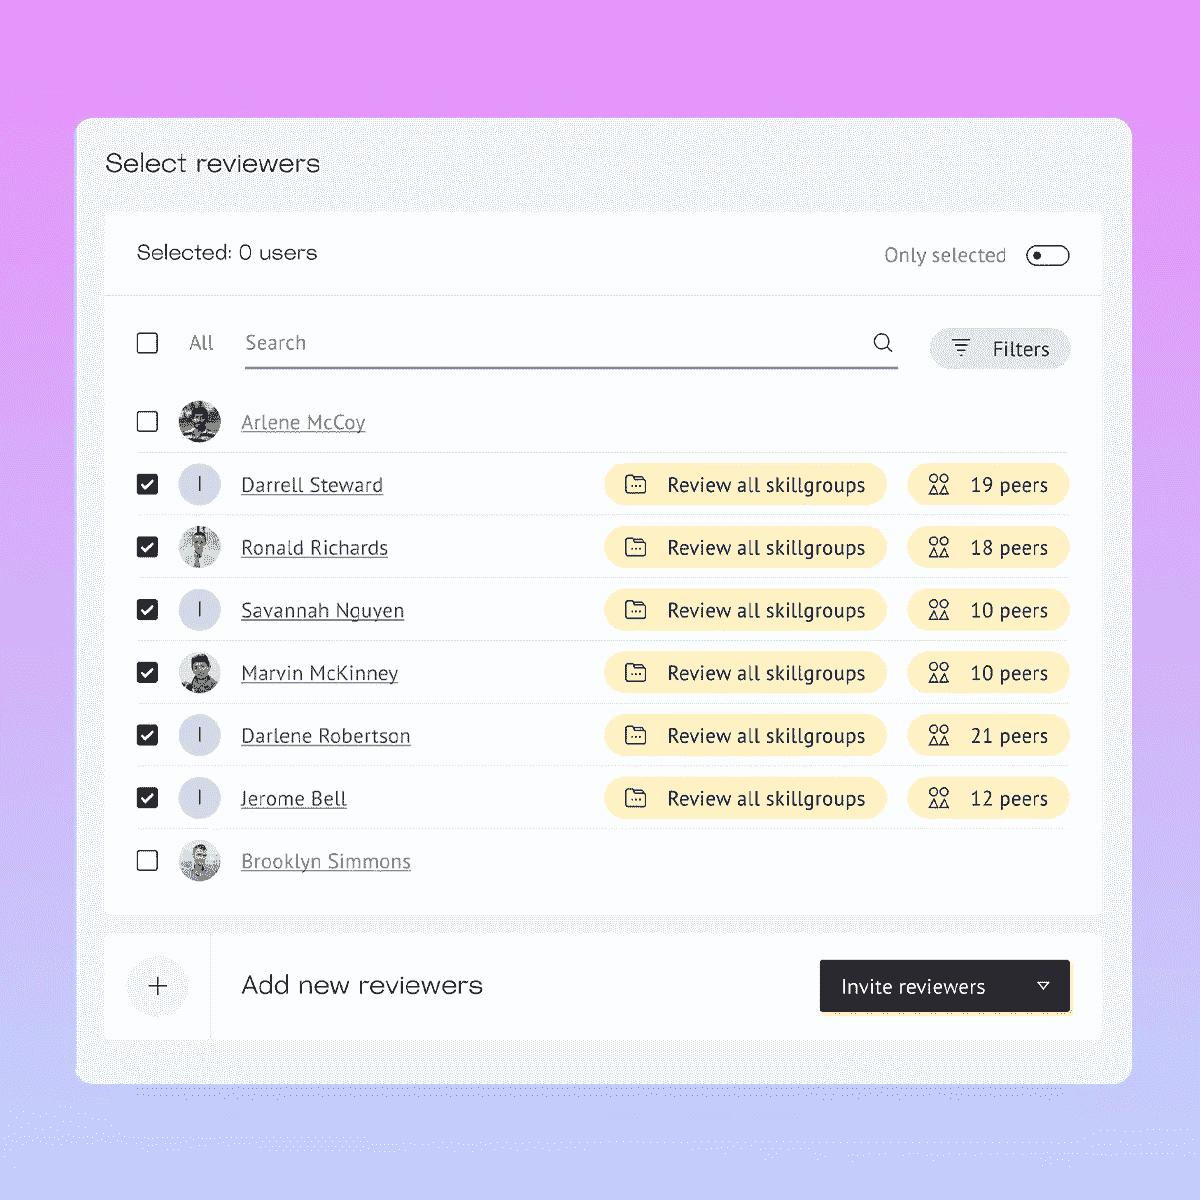 Select reviewers
Selected: 0 users
Only selected
All
Search
Filters
Arlene McCoy
I Darrell Steward Review all skillgroups 19 peers
Ronald Richards Review all skillgroups 18 peers
I Savannah Nguyen Review all skillgroups 10 peers
Marvin McKinney Review all skillgroups 10 peers
I Darlene Robertson Review all skillgroups 21 peers
I Jerome Bell Review all skillgroups 12 peers
Brooklyn Simmons
Add new reviewers
Invite reviewers